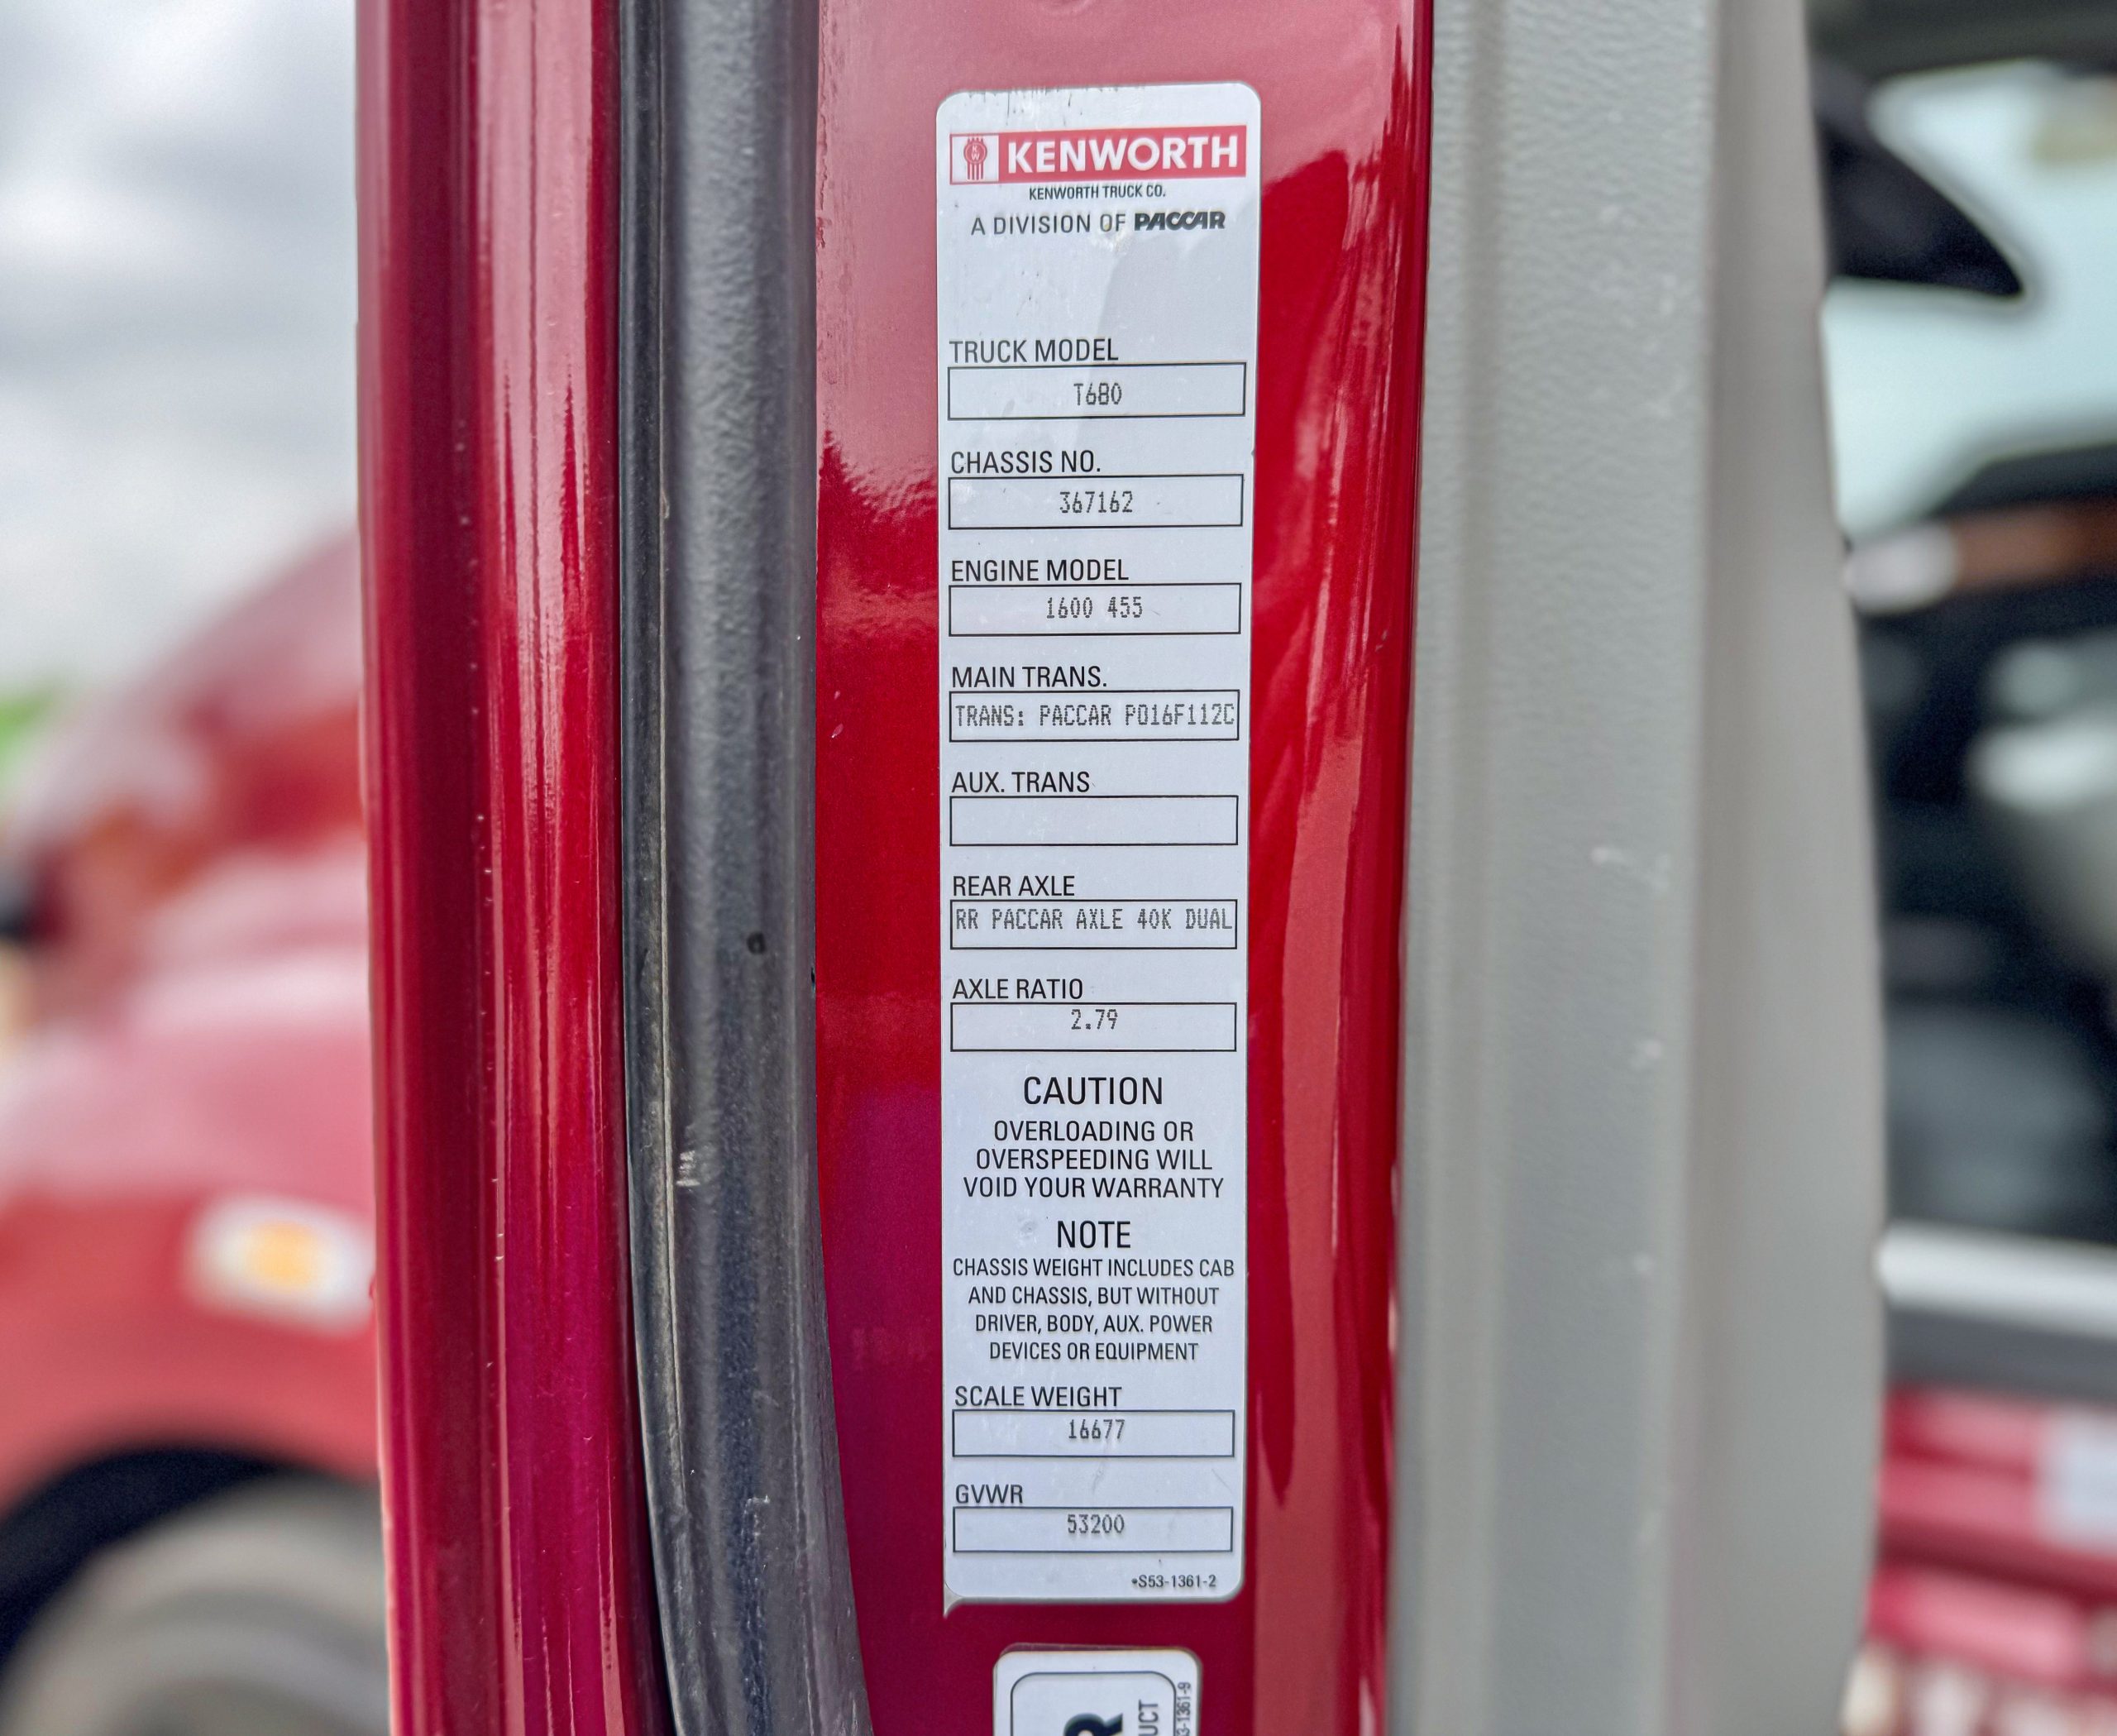 KENWORTH
KENWORTH TRUCK CO.
A DIVISION OF PACCAR
TRUCK MODEL
T680
CHASSIS NO.
367162
ENGINE MODEL
1600 455
MAIN TRANS.
TRANS: PACCAR PO16F112C
AUX. TRANS
REAR AXLE
RR PACCAR AXLE 40K DUAL
AXLE RATIO
2.79
CAUTION
OVERLOADING OR
OVERSPEEDING WILL
VOID YOUR WARRANTY
NOTE
CHASSIS WEIGHT INCLUDES CAB
AND CHASSIS, BUT WITHOUT
DRIVER, BODY, AUX. POWER
DEVICES OR EQUIPMENT
SCALE WEIGHT
16677
GVWR
53200
•S53-1361-2